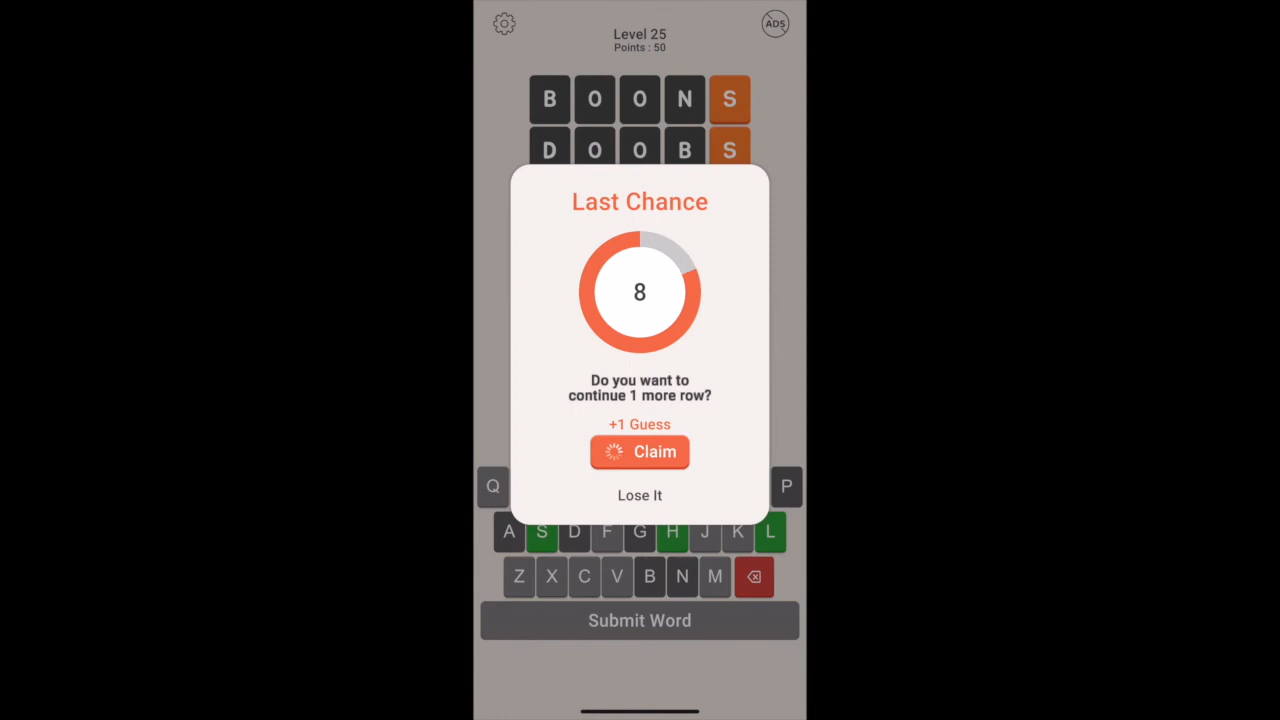 ADS
Level 25
Points : 50
B O O N S
D O O B S
Last Chance
8
Do you want to
continue 1 more row?
+1 Guess
Claim
Lose It
Q P
A S D F G H J K L
Z X C V B N M
Submit Word